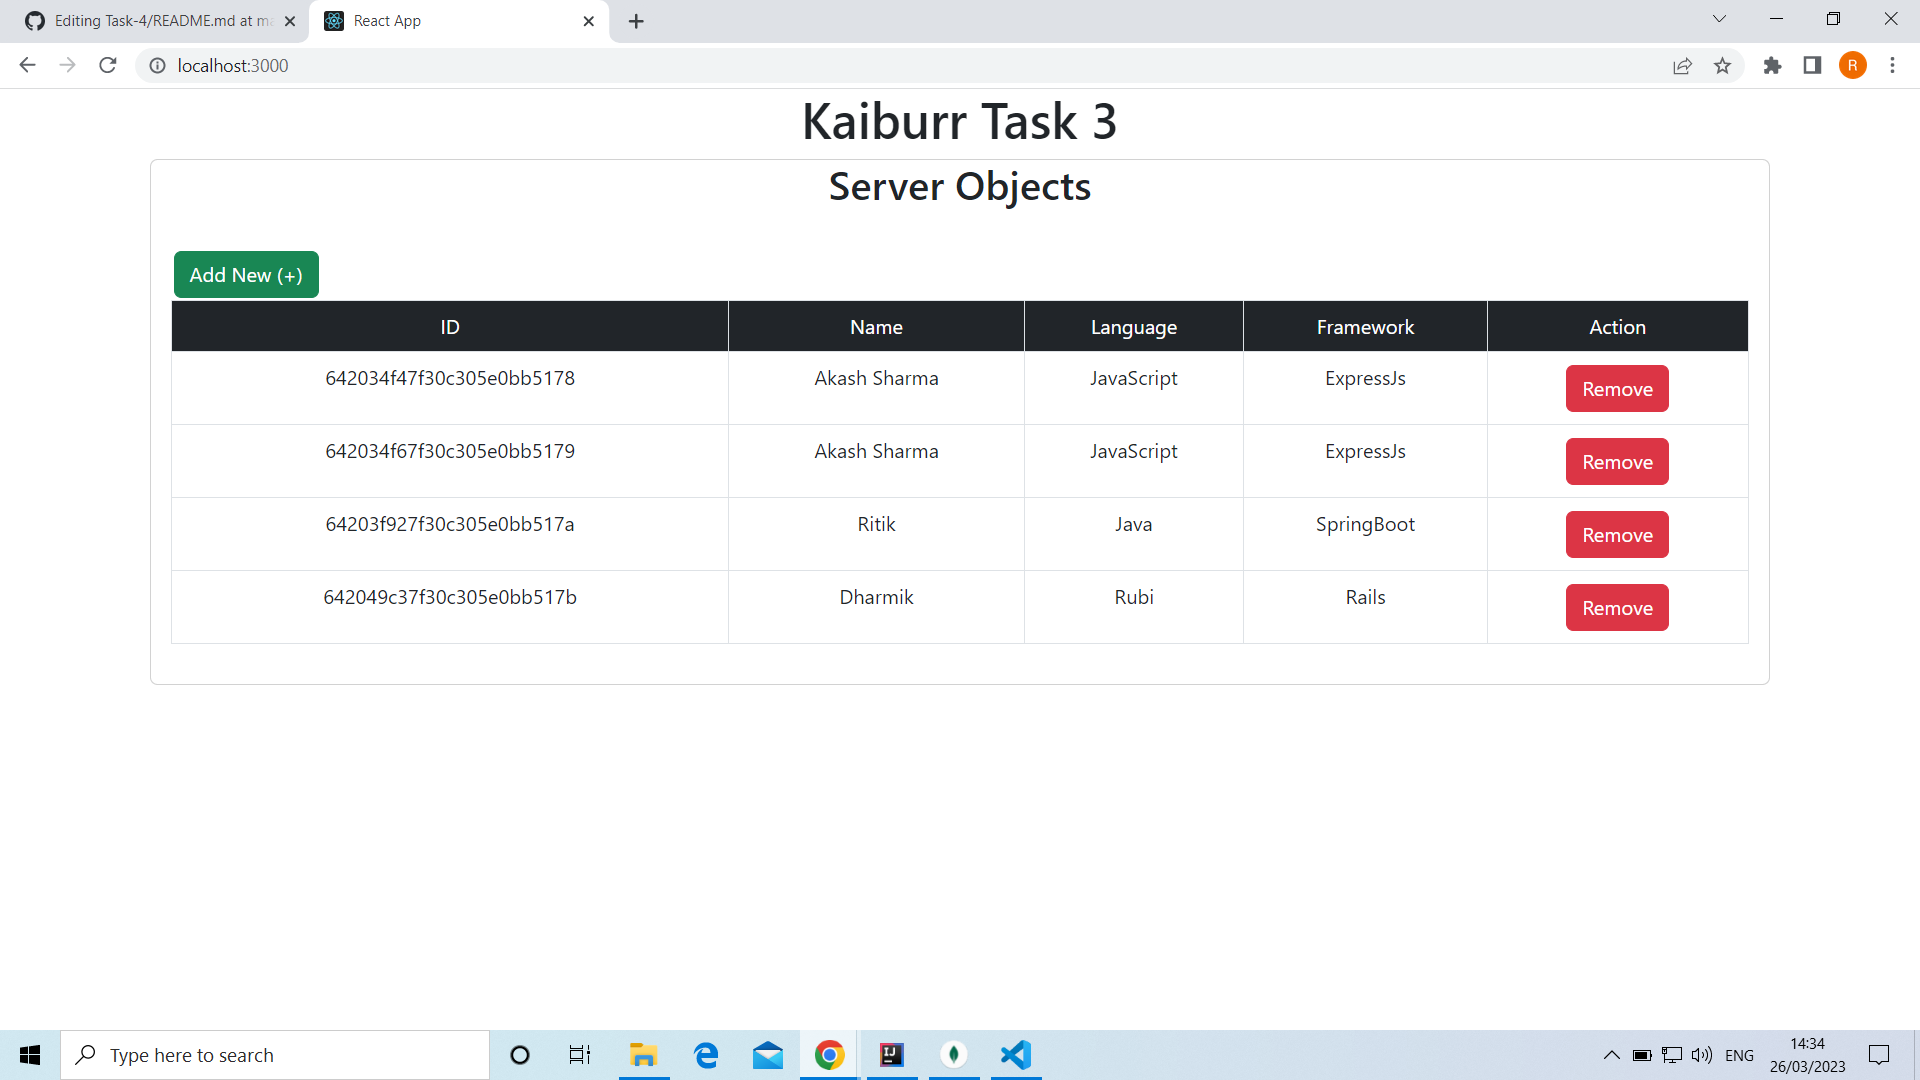 Editing Task-4/README.md at ma
React App
localhost:3000
R
Kaiburr Task 3
Server Objects
Add New (+)
ID Name Language Framework Action
642034f47f30c305e0bb5178 Akash Sharma JavaScript ExpressJs Remove
642034f67f30c305e0bb5179 Akash Sharma JavaScript ExpressJs Remove
64203f927f30c305e0bb517a Ritik Java SpringBoot Remove
642049c37f30c305e0bb517b Dharmik Rubi Rails Remove
Type here to search
IJ
ENG
14:34
26/03/2023